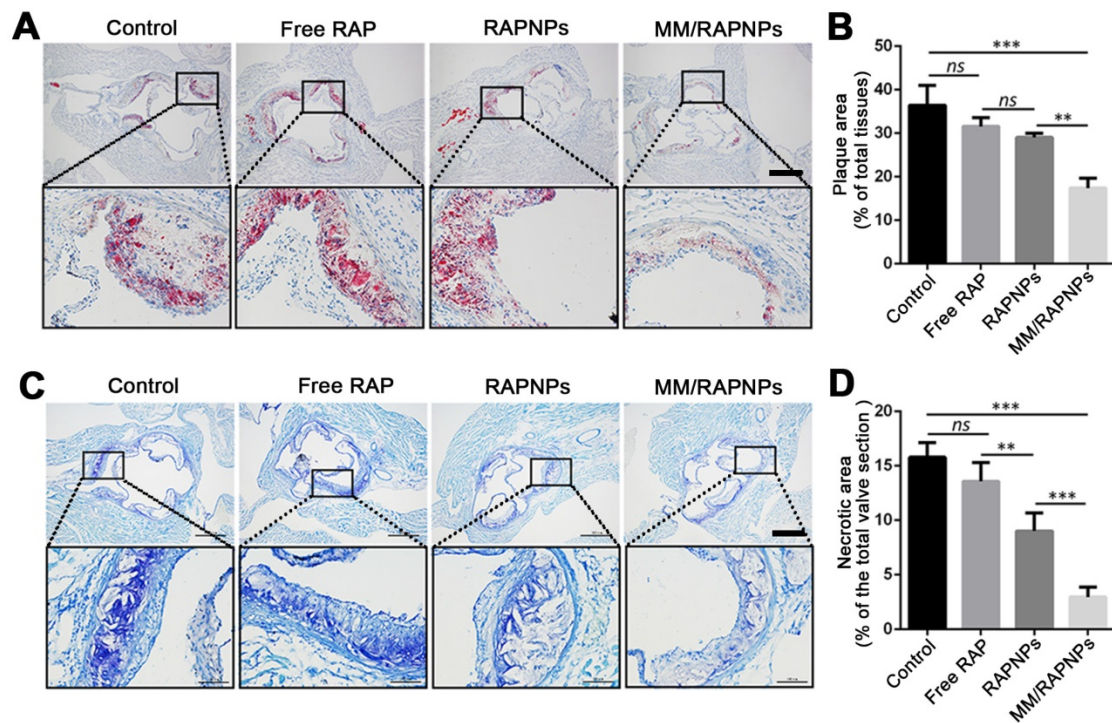 A
Control
Free RAP
RAPNPs
MM/RAPNPs
B
Plaque area
(% of total tissues)
50
40
30
20
10
0
***
ns
ns
**
Control
Free RAP
RAPNPs
MM/RAPNPs
C
Control
Free RAP
RAPNPs
MM/RAPNPs
D
Necrotic area
(% of the total valve section )
20
15
10
5
0
***
ns
**
***
Control
Free RAP
RAPNPs
MM/RAPNPs